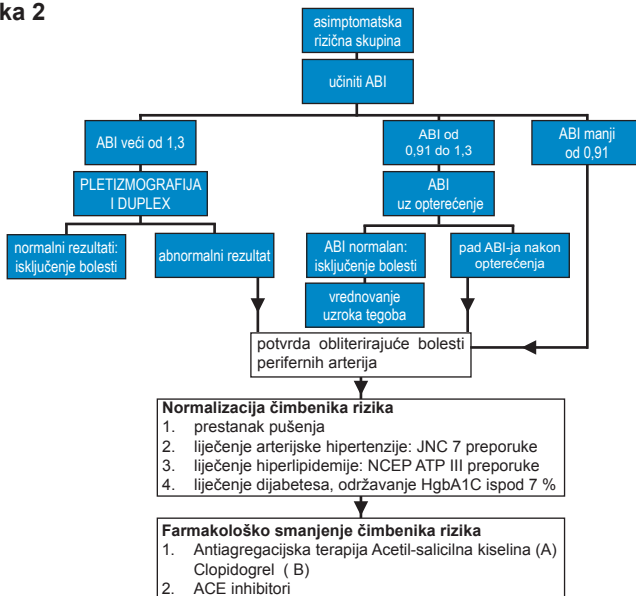 ka 2
asimptomatska
rizična skupina
učiniti ABI
ABI veći od 1,3
ABI od
0,91 do 1,3
ABI manji
od 0,91
PLETIZMOGRAFIJA
I DUPLEX
ABI
uz opterećenje
normalni rezultati:
isključenje bolesti
abnormalni rezultat
ABI normalan:
isključenje bolesti
pad ABI-ja nakon
opterećenja
vrednovanje
uzroka tegoba
potvrda obliterirajuće bolesti
perifernih arterija
Normalizacija čimbenika rizika
1. prestanak pušenja
2. liječenje arterijske hipertenzije: JNC 7 preporuke
3. liječenje hiperlipidemije: NCEP ATP III preporuke
4. liječenje dijabetesa, održavanje HgbA1C ispod 7 %
Farmakološko smanjenje čimbenika rizika
1. Antiagregacijska terapija Acetil-salicilna kiselina (A)
Clopidogrel ( B)
2. ACE inhibitori